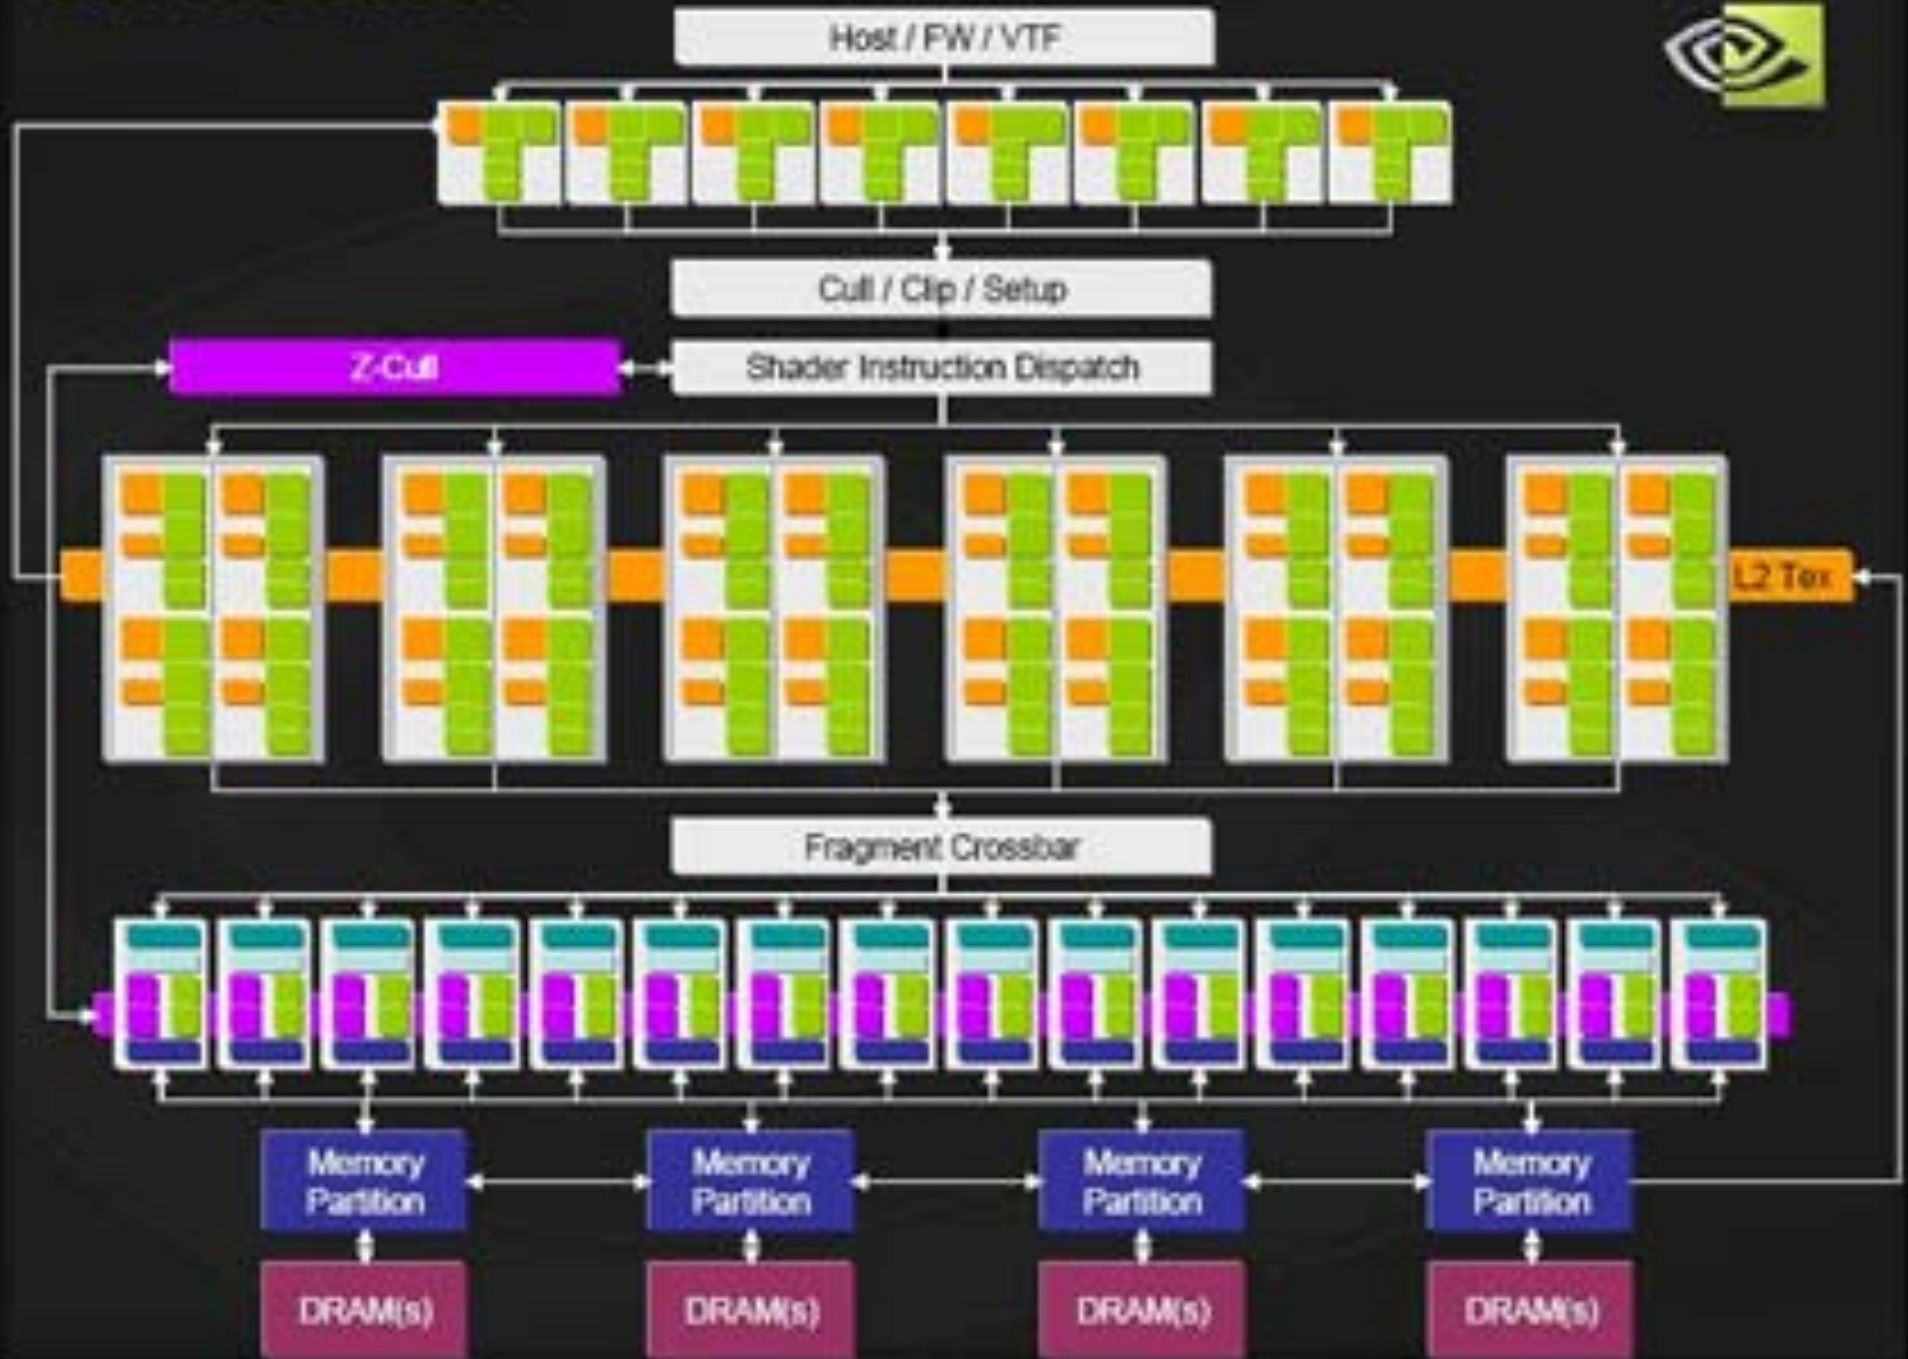 Host / FW / VTF
Cull / Clip / Setup
Z-Cull
Shader Instruction Dispatch
L2 Tex
Fragment Crossbar
Memory
Partition
Memory
Partition
Memory
Partition
Memory
Partition
DRAM(s)
DRAM(s)
DRAM(s)
DRAM(s)